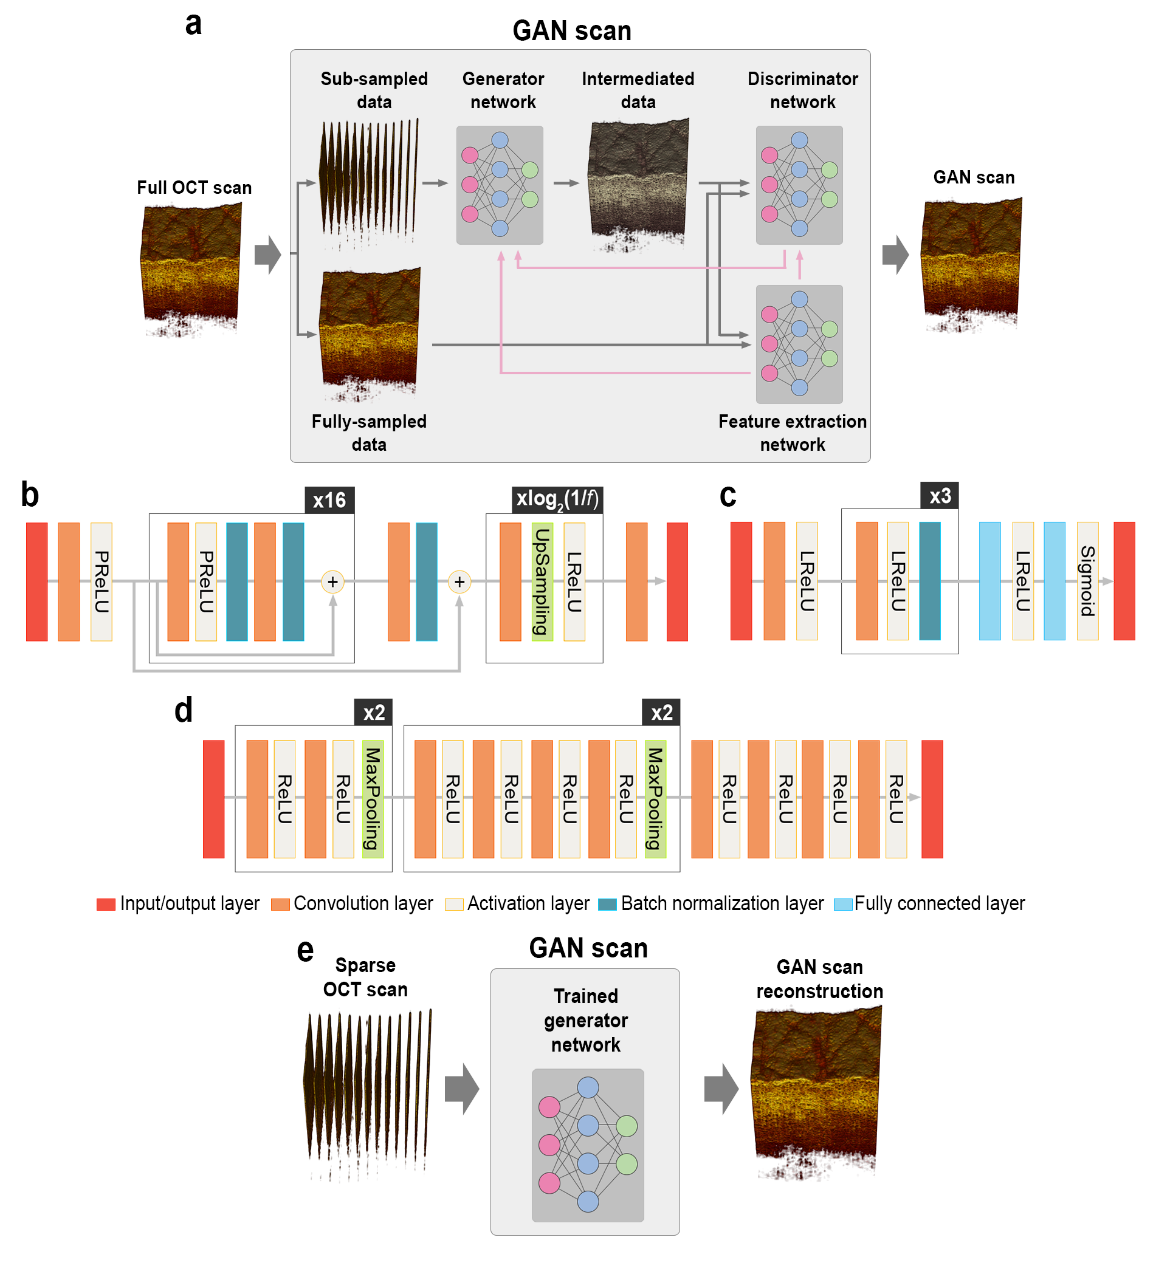 a
GAN scan
Sub-sampled
data
Generator
network
Intermediated
data
Discriminator
network
Full OCT scan
GAN scan
Fully-sampled
data
Feature extraction
network
b
x16
xlog2(1/f)
PReLU
PReLU
+
+
UpSampling
LReLU
c
x3
LReLU
LReLU
LReLU
Sigmoid
d
x2
x2
ReLU
ReLU
MaxPooling
ReLU
ReLU
ReLU
ReLU
MaxPooling
ReLU
ReLU
ReLU
ReLU
Input/output layer
Convolution layer
Activation layer
Batch normalization layer
Fully connected layer
e
GAN scan
Sparse
OCT scan
Trained
generator
network
GAN scan
reconstruction